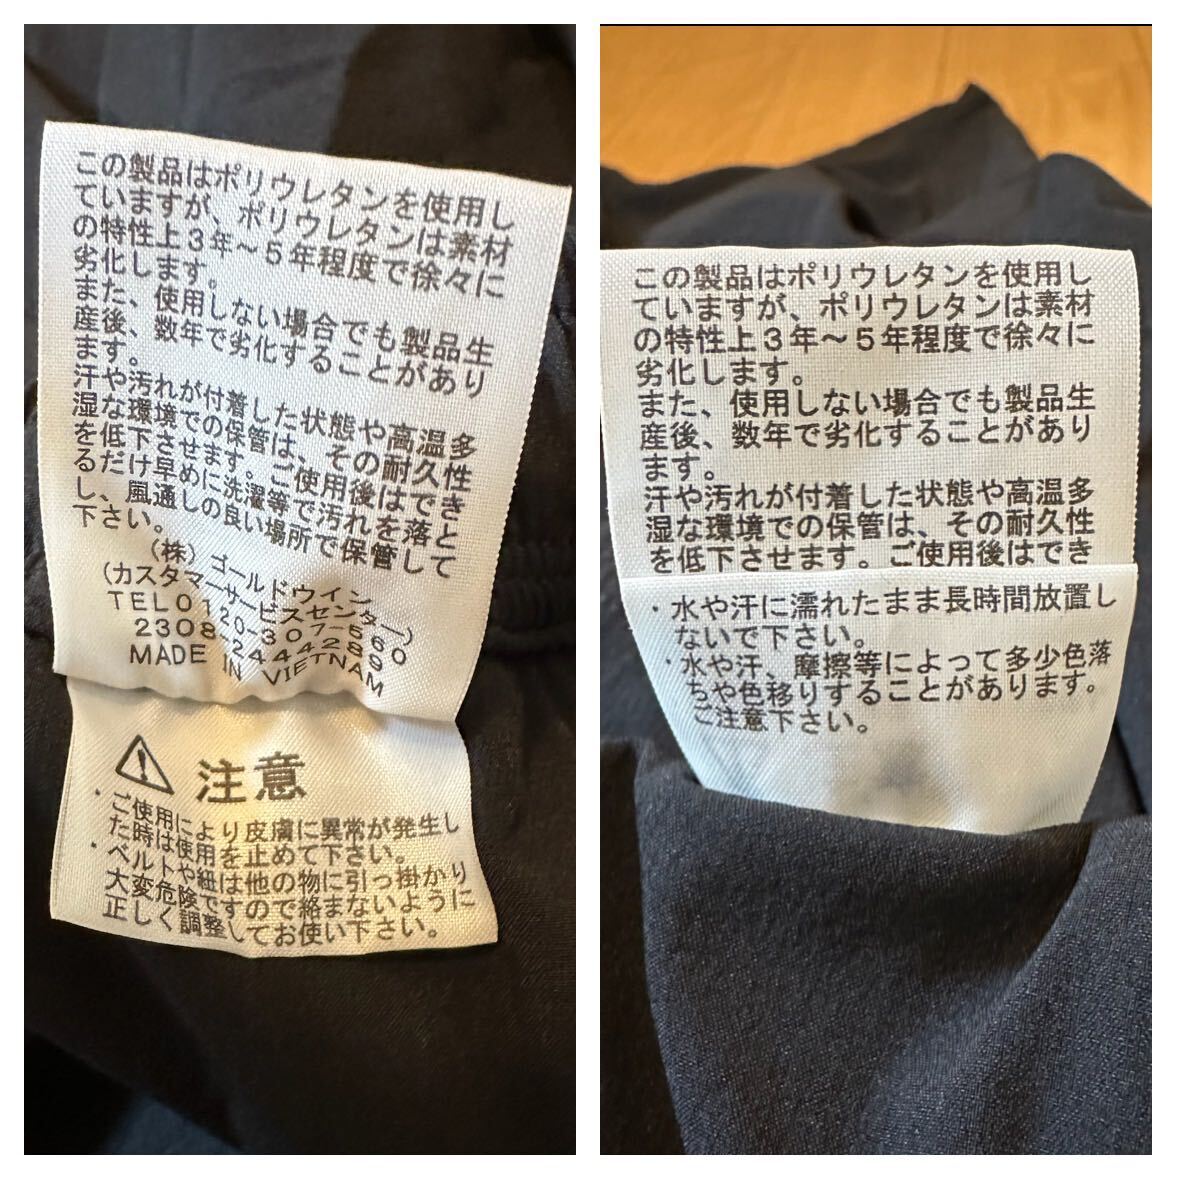 この製品はポリウレタンを使用し
ていますが、ポリウレタンは素材
の特性上3年～5年程度で徐々に
劣化します。
また、使用しない場合でも製品生
産後、数年で劣化することがあり
ます。
汗や汚れが付着した状態や高温多
湿な環境での保管は、その耐久性
を低下させます。ご使用後はでき
るだけ早めに洗濯等で汚れを落と
し、風通しの良い場所で保管して
下さい。
(株)ゴールドウイン
(カスタマーサービスセンター)
TEL0120-307-560
2308-2444289
MADE IN VIETNAM
注意
・ご使用により皮膚に異常が発生し
た時は使用を止めて下さい。
・ベルトや紐は他の物に引っ掛かり
大変危険ですので絡まないように
正しく調整してお使い下さい。
この製品はポリウレタンを使用し
ていますが、ポリウレタンは素材
の特性上3年～5年程度で徐々に
劣化します。
また、使用しない場合でも製品生
産後、数年で劣化することがあり
ます。
汗や汚れが付着した状態や高温多
湿な環境での保管は、その耐久性
を低下させます。ご使用後はでき
・水や汗に濡れたまま長時間放置し
ないで下さい。
・水や汗、摩擦等によって多少色落
ちや色移りすることがあります。
ご注意下さい。